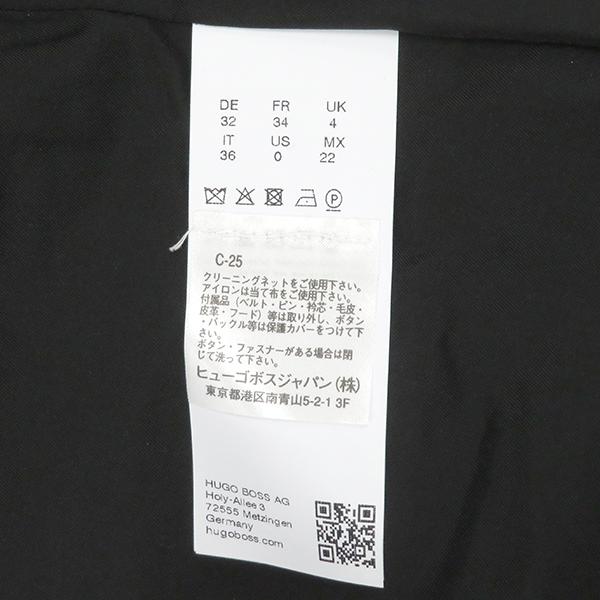 DE FR UK
32 34 4
IT US MX
36 0 22
P
C-25
クリーニングネットをご使用下さい。
アイロンは当て布をご使用下さい。
付属品（ベルト・ピン・衿芯・毛皮・
皮革・フード）等は取り外し、ボタン
・バックル等は保護カバーをつけて下
さい。
ボタン・ファスナーがある場合は閉
じて洗って下さい。
ヒューゴボスジャパン(株)
東京都港区南青山5-2-1 3F
HUGO BOSS AG
Holy-Allee 3
72555 Metzingen
Germany
hugoboss.com